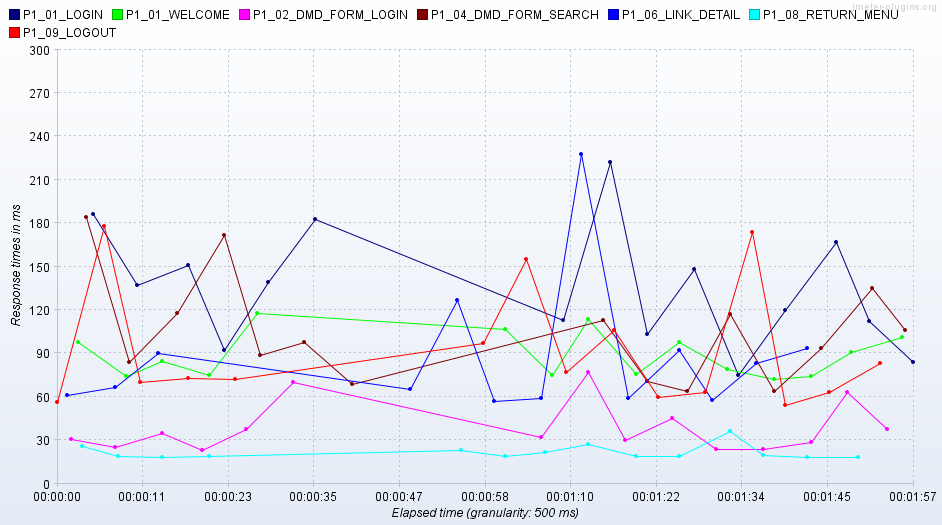 jmeter-plugins.org
P1_01_LOGIN P1_01_WELCOME P1_02_DMD_FORM_LOGIN P1_04_DMD_FORM_SEARCH P1_06_LINK_DETAIL P1_08_RETURN_MENU
P1_09_LOGOUT
300
270
240
210
180
150
120
90
60
30
0
Response times in ms
00:00:00 00:00:11 00:00:23 00:00:35 00:00:47 00:00:58 00:01:10 00:01:22 00:01:34 00:01:45 00:01:57
Elapsed time (granularity: 500 ms)